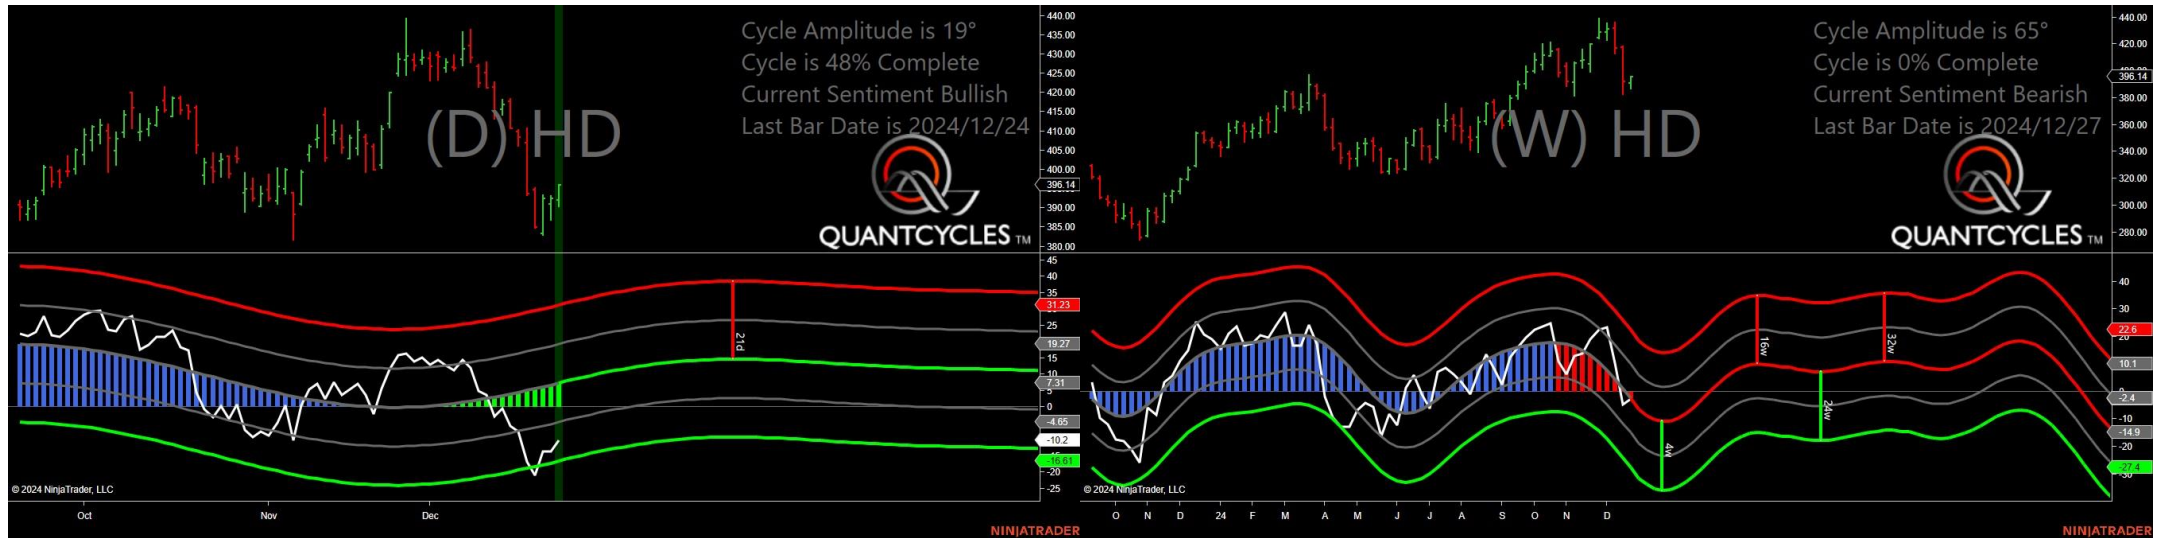 Cycle Amplitude is 19°
Cycle is 48% Complete
Current Sentiment Bullish
Last Bar Date is 2024/12/24
(D) HD
QUANTCYCLES TM
440.00
435.00
430.00
425.00
420.00
415.00
410.00
405.00
400.00
396.14
390.00
385.00
380.00
45
40
35
31.23
25
19.27
15
10
7.31
0
-4.65
-10.2
-16.61
-20
-25
21d
© 2024 NinjaTrader, LLC
Oct Nov Dec
NINJATRADER
Cycle Amplitude is 65°
Cycle is 0% Complete
Current Sentiment Bearish
Last Bar Date is 2024/12/27
(W) HD
QUANTCYCLES TM
440.00
420.00
396.14
380.00
360.00
340.00
320.00
300.00
280.00
40
30
22.6
20
10.1
-2.4
-10
-14.9
-20
-27.4
16w
32w
24w
4w
© 2024 NinjaTrader, LLC
O N D 24 F M A M J J A S O N D
NINJATRADER